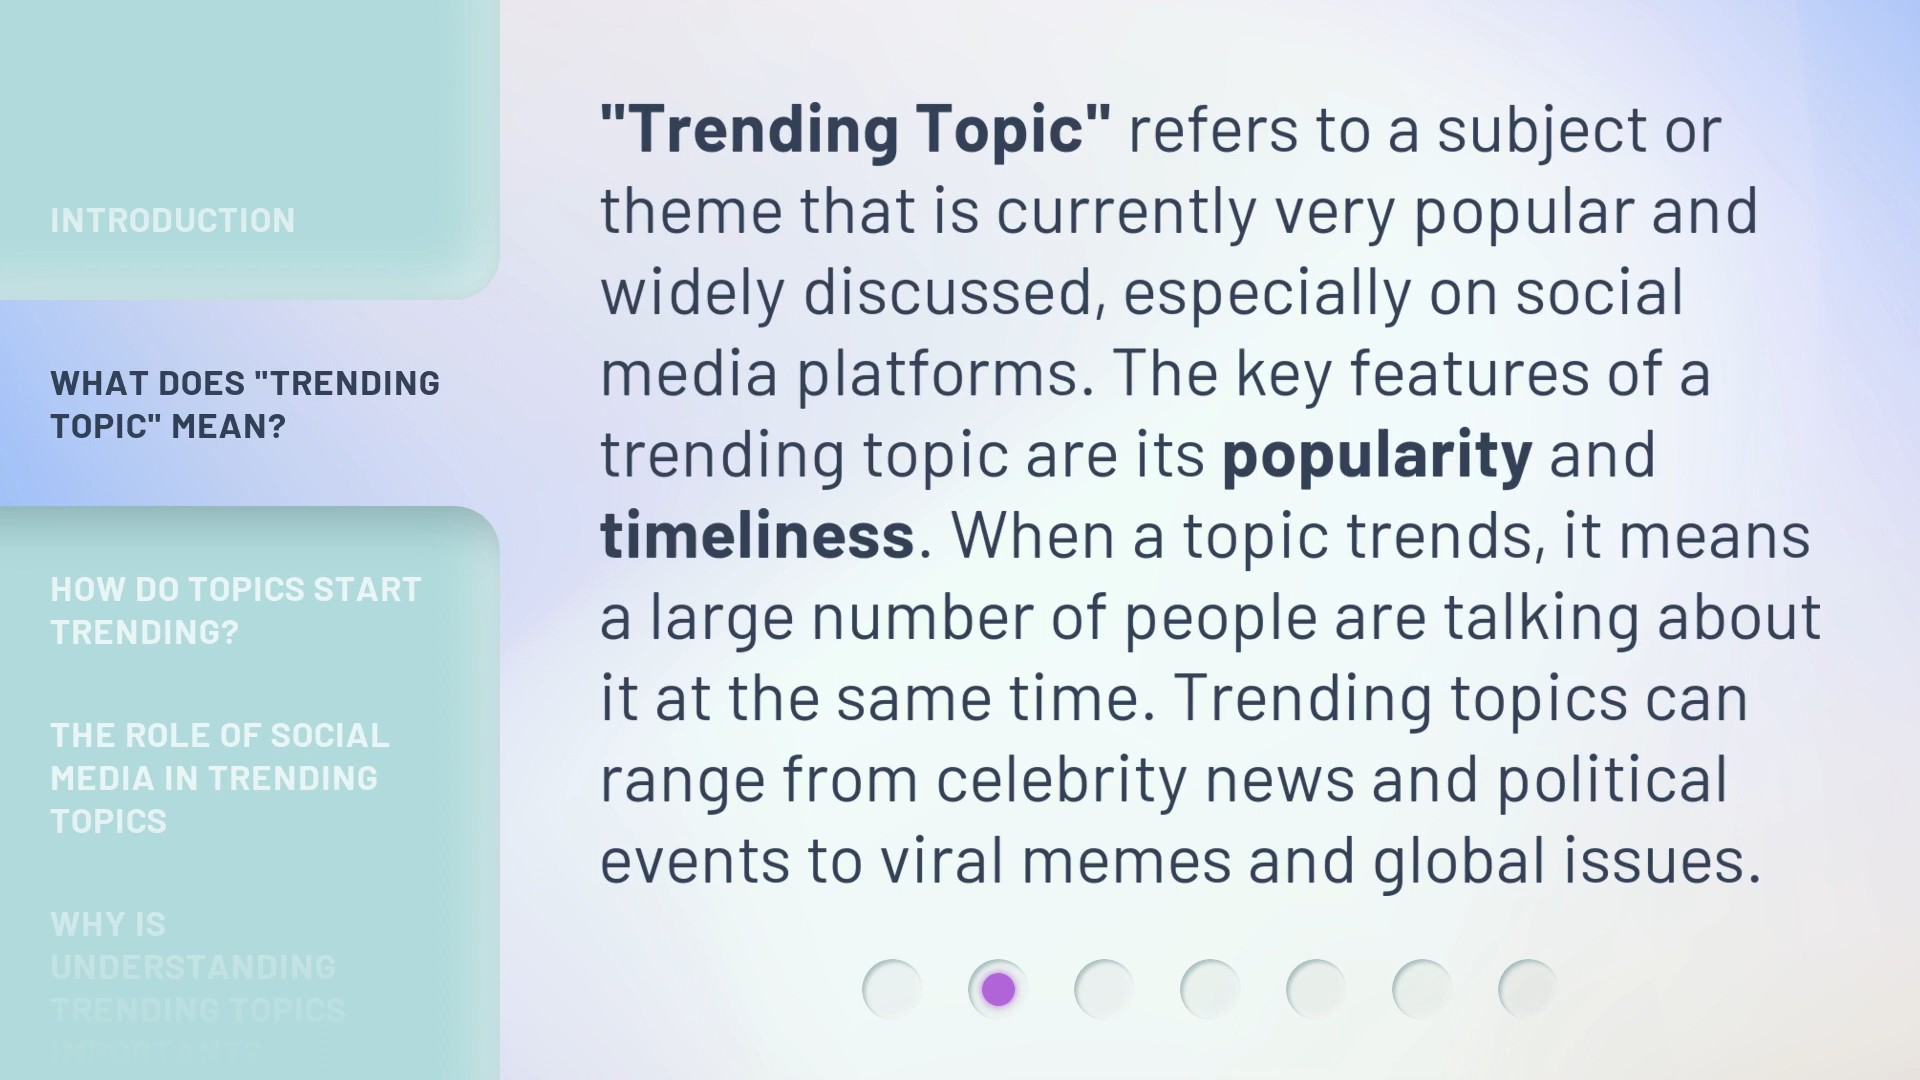 INTRODUCTION
WHAT DOES "TRENDING
TOPIC" MEAN?
HOW DO TOPICS START
TRENDING?
THE ROLE OF SOCIAL
MEDIA IN TRENDING
TOPICS
WHY IS
UNDERSTANDING
TRENDING TOPICS
IMPORTANT?
"Trending Topic" refers to a subject or
theme that is currently very popular and
widely discussed, especially on social
media platforms. The key features of a
trending topic are its popularity and
timeliness. When a topic trends, it means
a large number of people are talking about
it at the same time. Trending topics can
range from celebrity news and political
events to viral memes and global issues.